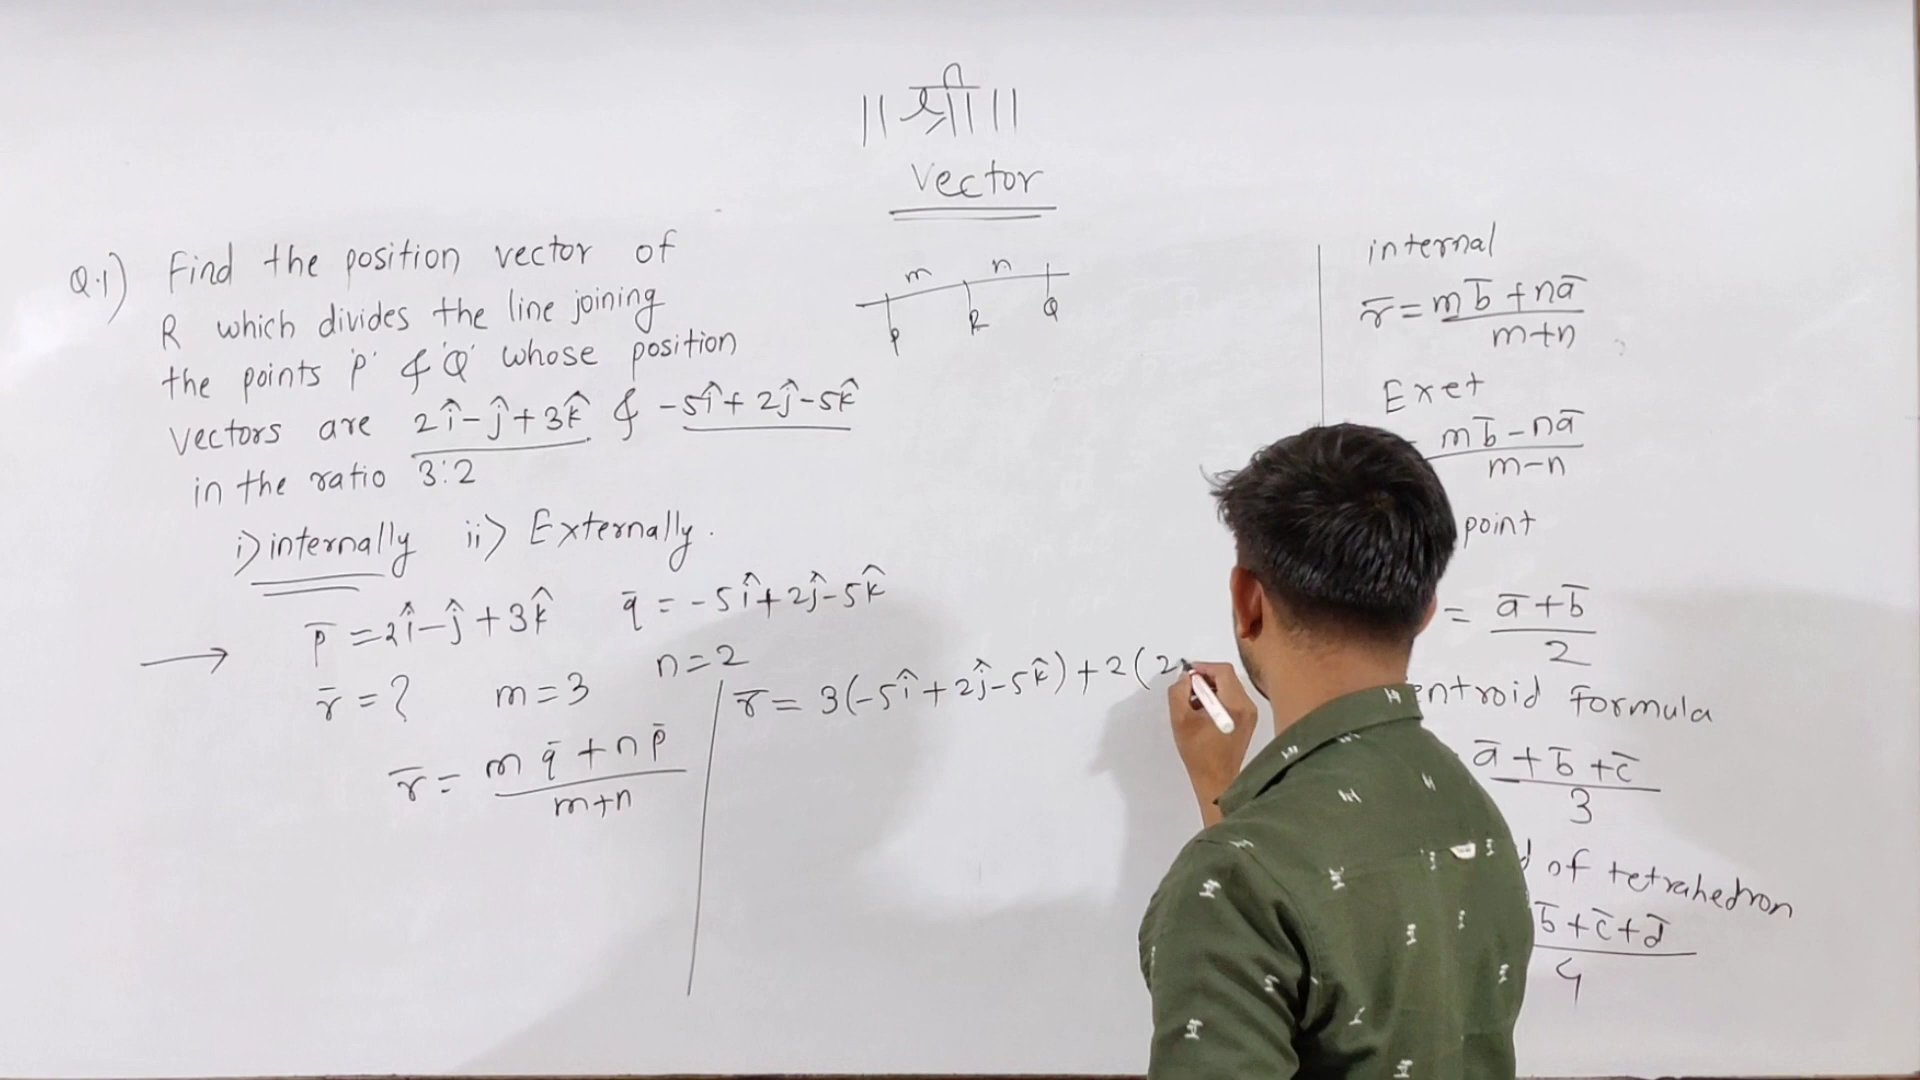 ॥ श्री ॥
Vector
Q.1) Find the position vector of
R which divides the line joining
the points 'P' & 'Q' whose position
vectors are 2î-ĵ+3k̂ & -5î+2ĵ-5k̂
in the ratio 3:2
i) internally ii) Externally.
p̄ = 2î-ĵ+3k̂ q̄ = -5î+2ĵ-5k̂
r̄ = ? m = 3 n = 2
r̄ = (m q̄ + n p̄)/(m+n)
m n
P R Q
r̄ = 3(-5î+2ĵ-5k̂)+2(2
internal
r̄ = (m b̄ + n ā)/(m+n)
Exet
(m b̄ - n ā)/(m-n)
point
= (ā + b̄)/2
entroid formula
(ā + b̄ + c̄)/3
of tetrahedron
b̄ + c̄ + d̄
4